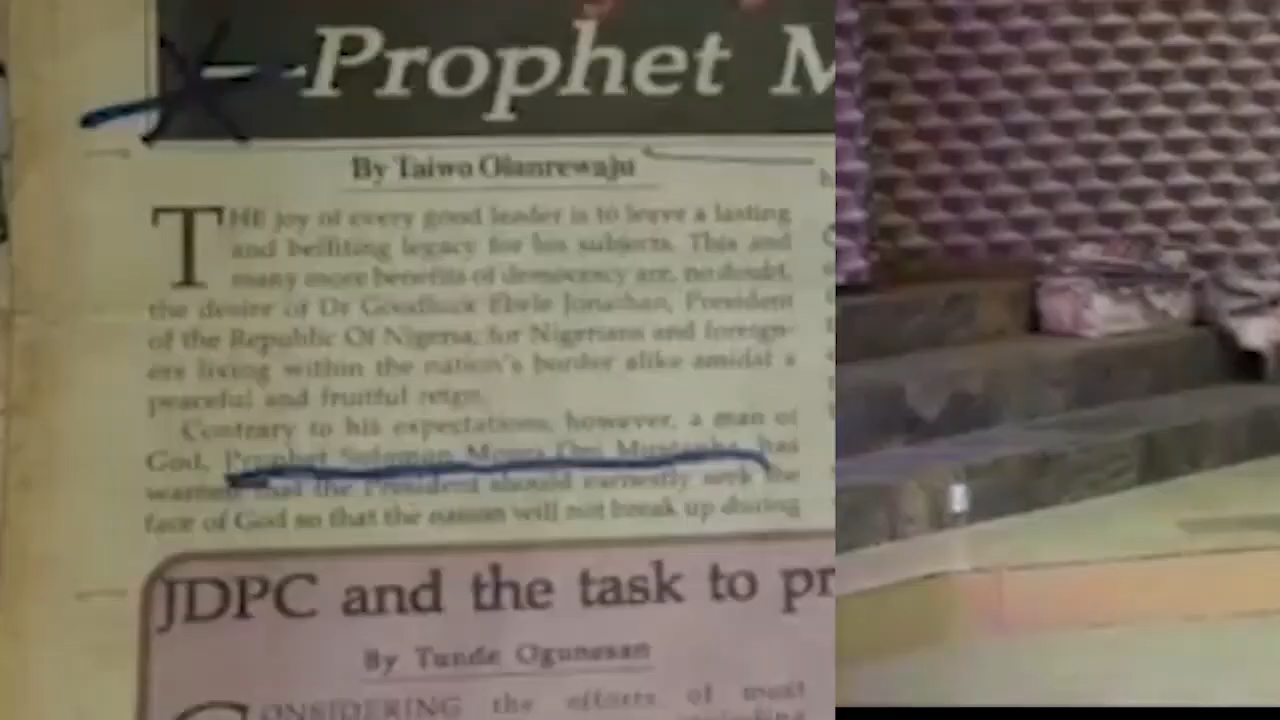 - Prophet M
By Taiwo Olanrewaju
THE joy of every good leader is to leave a lasting
and befitting legacy for his subjects. This and
many more benefits of democracy are, no doubt,
the desire of Dr Goodluck Ebele Jonathan, President
of the Republic Of Nigeria, for Nigerians and foreign-
ers living within the nation's border alike amidst a
peaceful and fruitful reign.
Contrary to his expectations, however, a man of
God, Prophet Solomon has
warned that the President should earnestly seek the
face of God so that the nation will not break up during
JDPC and the task to pr
By Tunde Ogunesan
CONSIDERING the efforts of most